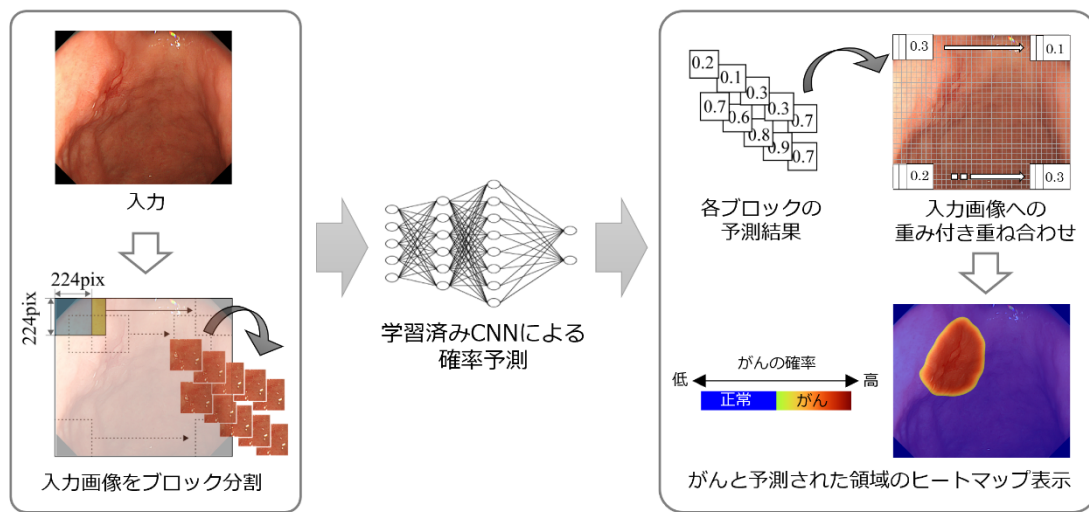 入力
224pix
224pix
入力画像をブロック分割
学習済みCNNによる
確率予測
0.2
0.1
0.3
0.3
0.7
0.7
0.6
0.8
0.9
0.7
各ブロックの
予測結果
0.3
0.1
0.2
0.3
入力画像への
重み付き重ね合わせ
がんの確率
低
高
正常
がん
がんと予測された領域のヒートマップ表示